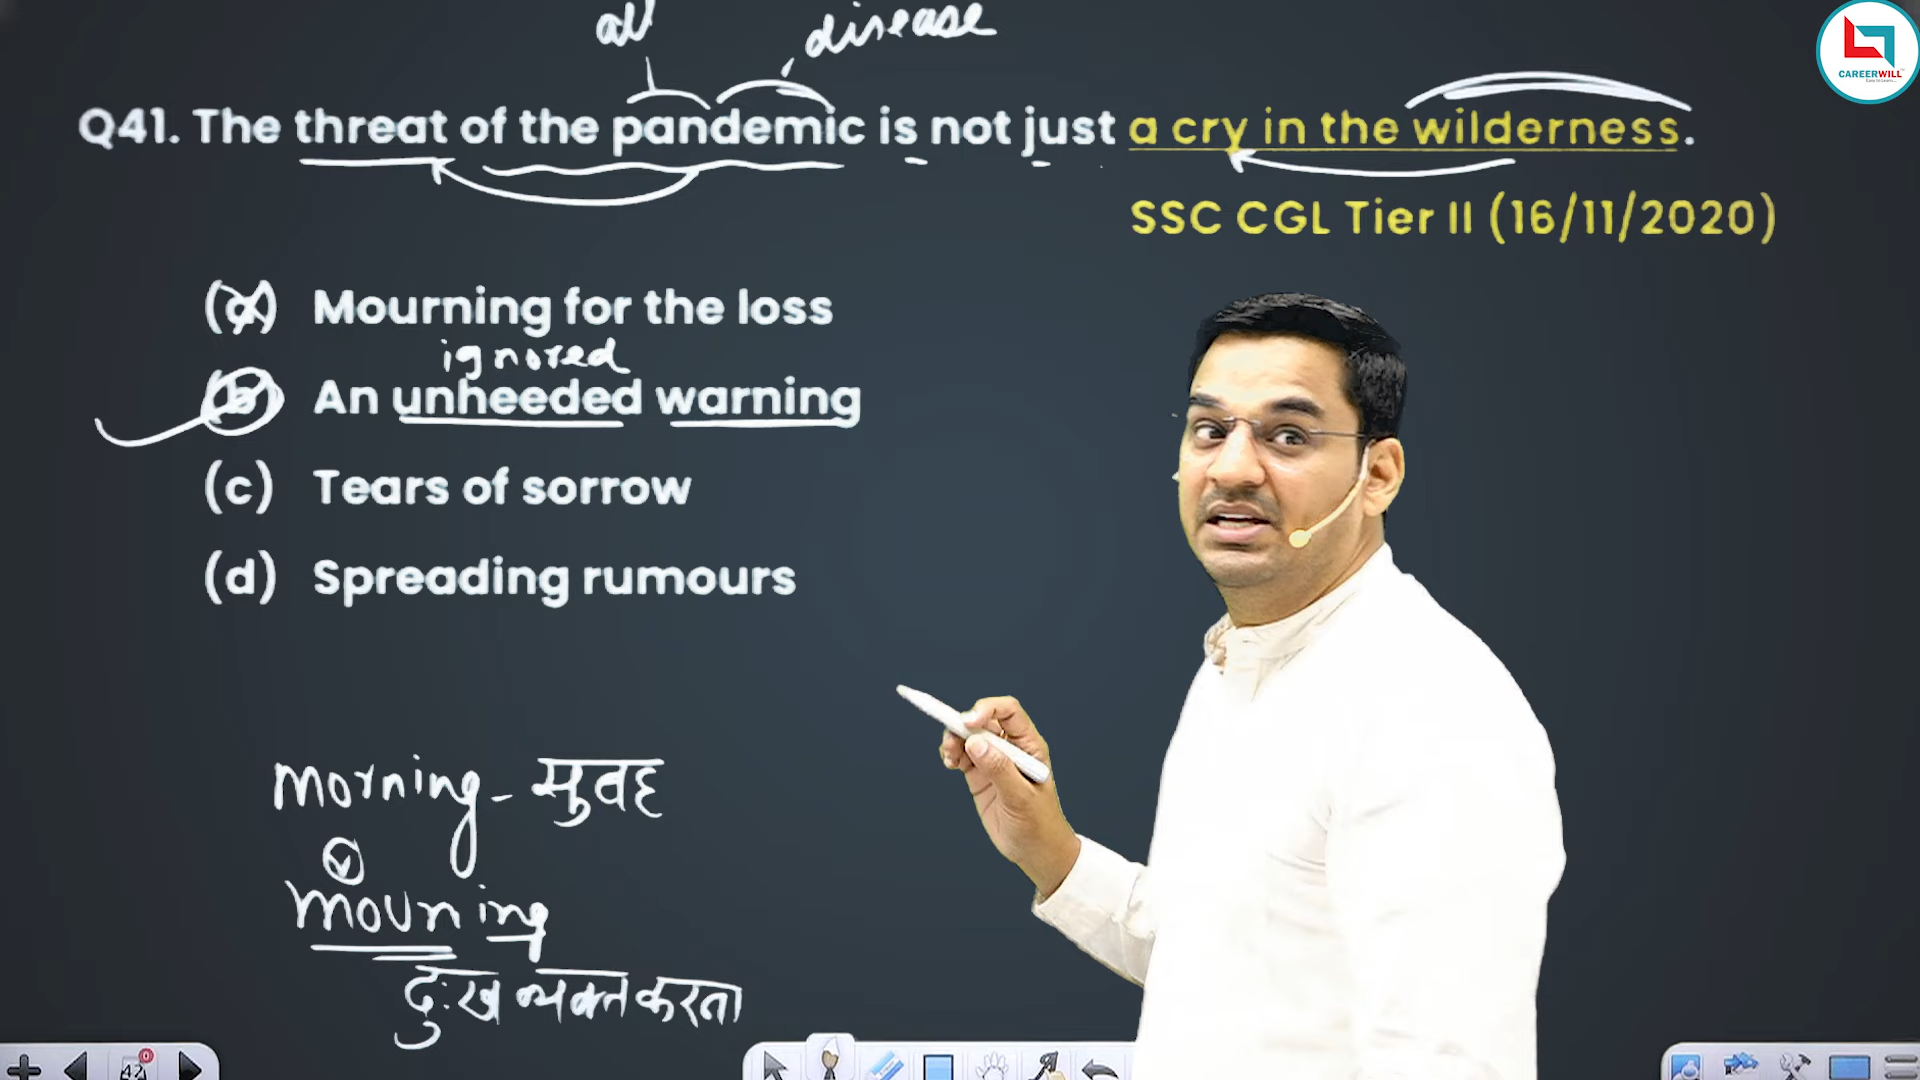 all disease
CAREERWILL
Q41. The threat of the pandemic is not just a cry in the wilderness.
SSC CGL Tier II (16/11/2020)
(a) Mourning for the loss
ignored
(b) An unheeded warning
(c) Tears of sorrow
(d) Spreading rumours
morning - सुबह
mourning
दुःख व्यक्त करना
42
0